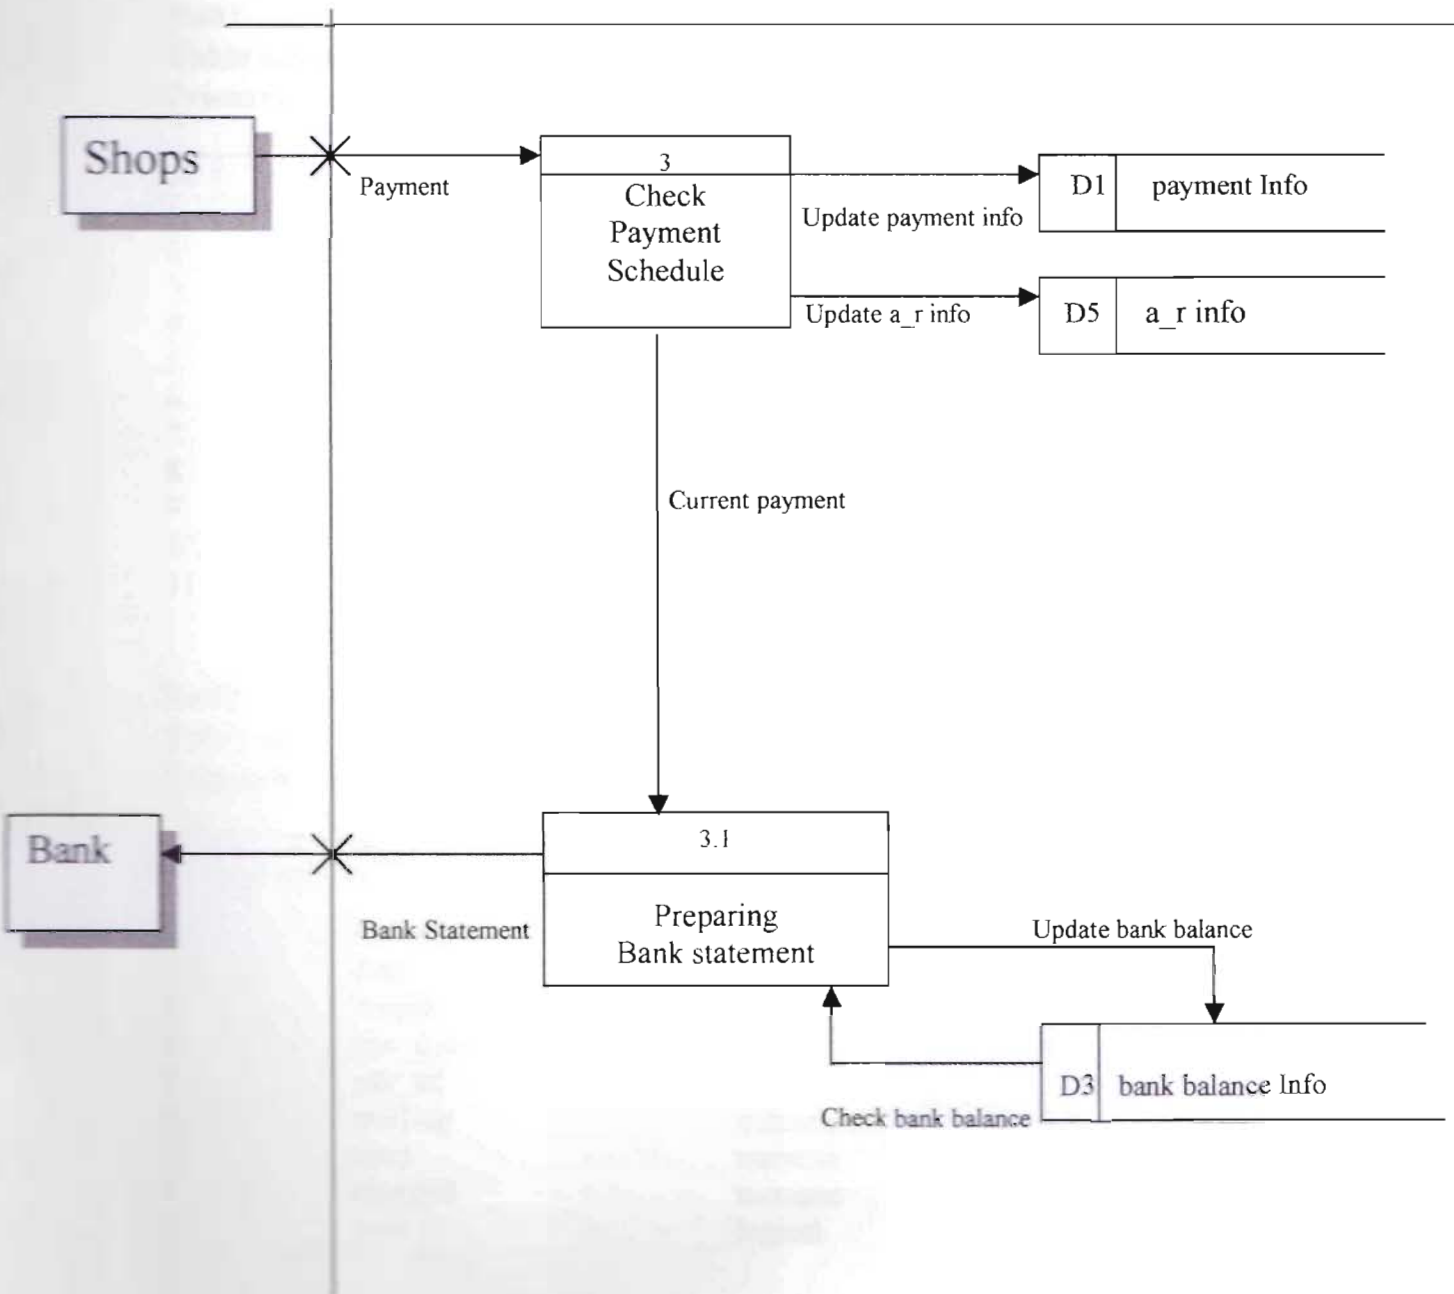 Shops
Payment
3
Check
Payment
Schedule
Update payment info
D1 payment Info
Update a_r info
D5 a_r info
Current payment
Bank
Bank Statement
3.1
Preparing
Bank statement
Update bank balance
Check bank balance
D3 bank balance Info